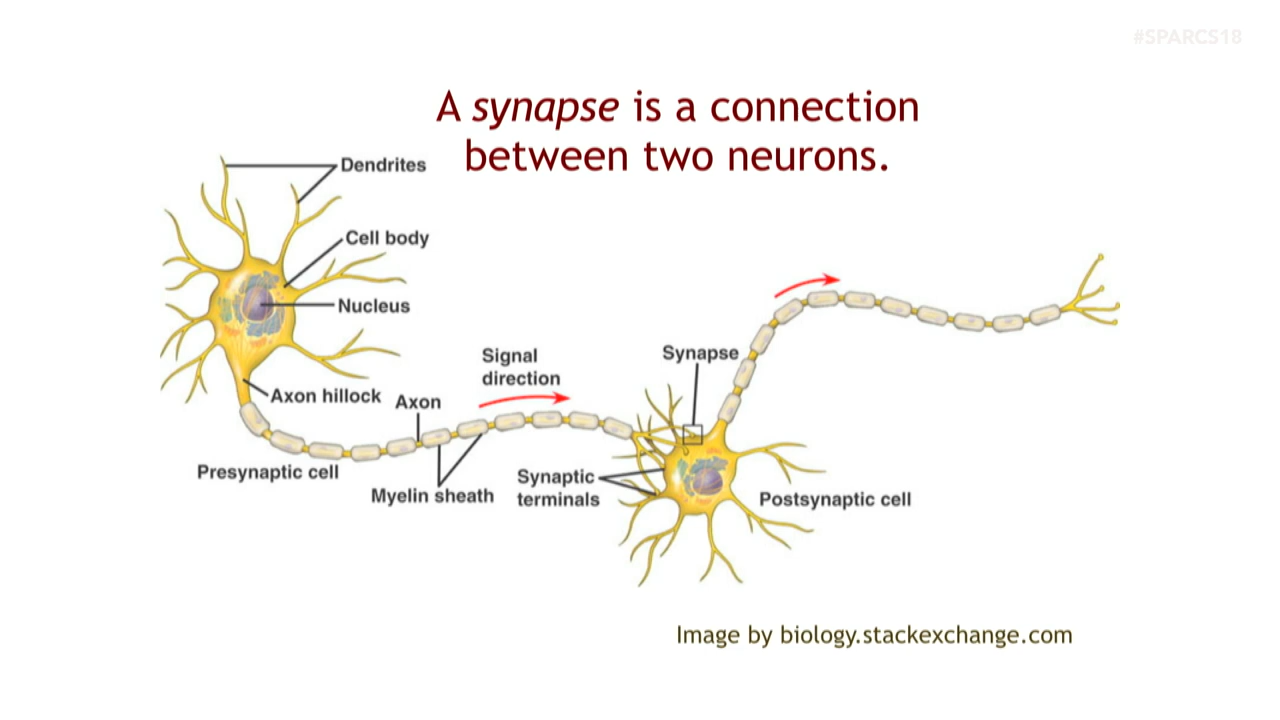 #SPARCS18
A synapse is a connection
between two neurons.
Dendrites
Cell body
Nucleus
Axon hillock
Axon
Signal
direction
Synapse
Presynaptic cell
Myelin sheath
Synaptic
terminals
Postsynaptic cell
Image by biology.stackexchange.com